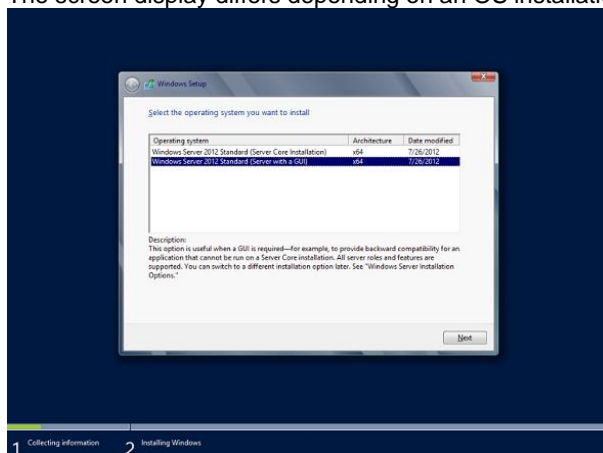 The screen display differs depending on an OS
Windows Setup
Select the operating system you want to install
Operating system Architecture Date modified
Windows Server 2012 Standard (Server Core Installation) x64 7/26/2012
Windows Server 2012 Standard (Server with a GUI) x64 7/26/2012
Description:
This option is useful when a GUI is required—for example, to provide backward compatibility for an
application that cannot be run on a Server Core installation. All server roles and features are
supported. You can switch to a different installation option later. See "Windows Server Installation
Options."
Next
1 Collecting information 2 Installing Windows